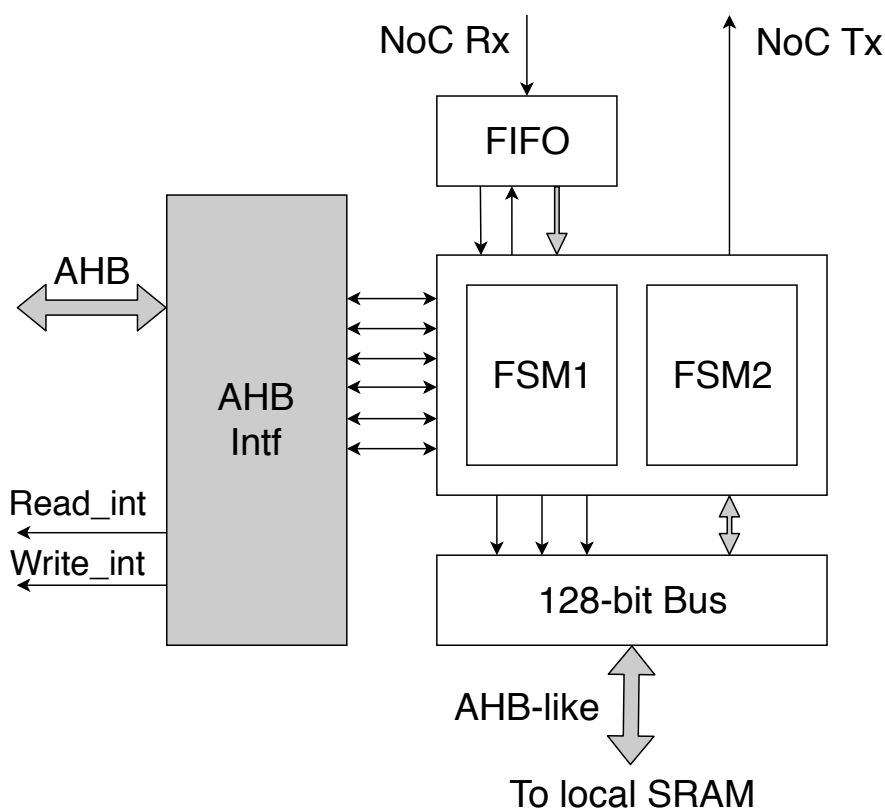 NoC Rx
NoC Tx
FIFO
AHB
FSM1
FSM2
AHB
Intf
Read_int
Write_int
128-bit Bus
AHB-like
To local SRAM